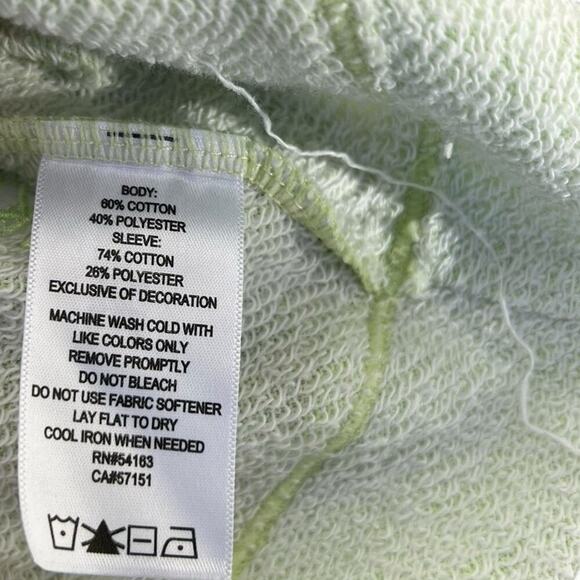 BODY:
60% COTTON
40% POLYESTER
SLEEVE:
74% COTTON
26% POLYESTER
EXCLUSIVE OF DECORATION
MACHINE WASH COLD WITH
LIKE COLORS ONLY
REMOVE PROMPTLY
DO NOT BLEACH
DO NOT USE FABRIC SOFTENER
LAY FLAT TO DRY
COOL IRON WHEN NEEDED
RN#54163
CA#57151